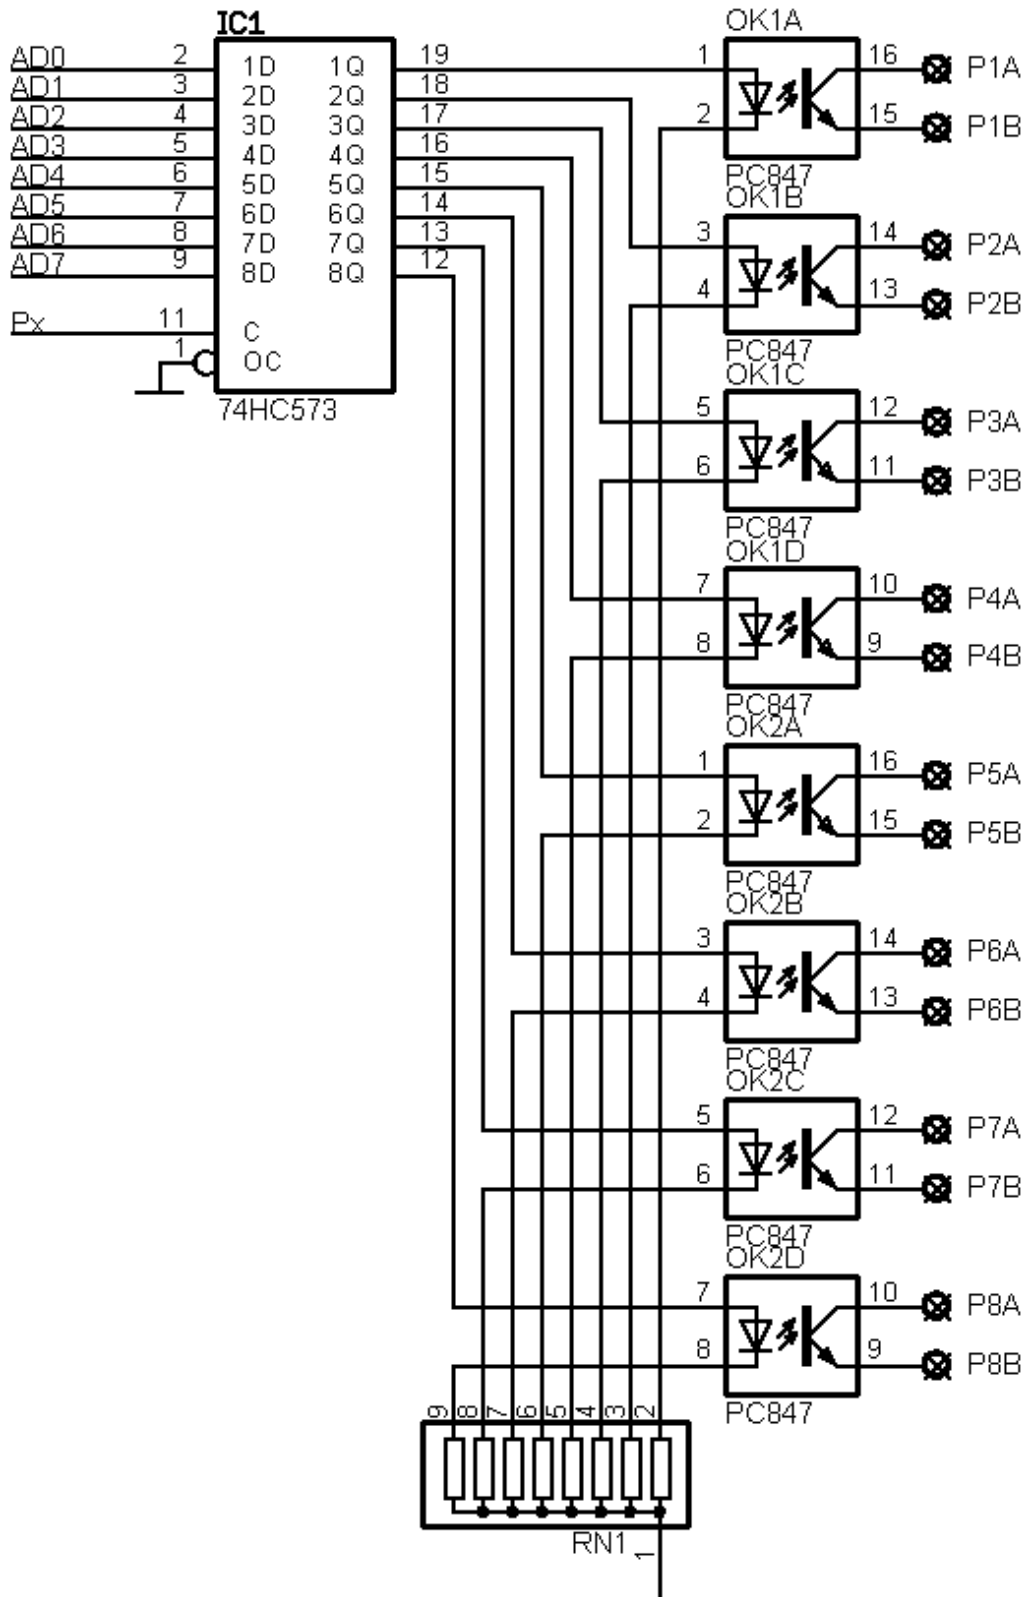 IC1
AD0 2 1D 1Q 19
AD1 3 2D 2Q 18
AD2 4 3D 3Q 17
AD3 5 4D 4Q 16
AD4 6 5D 5Q 15
AD5 7 6D 6Q 14
AD6 8 7D 7Q 13
AD7 9 8D 8Q 12
Px 11 C
1 OC
74HC573
OK1A
1 16 P1A
2 15 P1B
PC847
OK1B
3 14 P2A
4 13 P2B
PC847
OK1C
5 12 P3A
6 11 P3B
PC847
OK1D
7 10 P4A
8 9 P4B
PC847
OK2A
1 16 P5A
2 15 P5B
PC847
OK2B
3 14 P6A
4 13 P6B
PC847
OK2C
5 12 P7A
6 11 P7B
PC847
OK2D
7 10 P8A
8 9 P8B
PC847
9 8 7 6 5 4 3 2
RN1 1